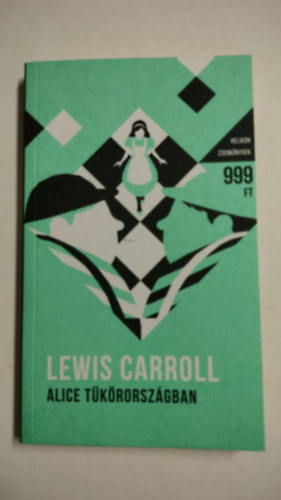 HELIKON
ZSEBKÖNYVEK
999
FT
LEWIS CARROLL
ALICE TÜKÖRORSZÁGBAN